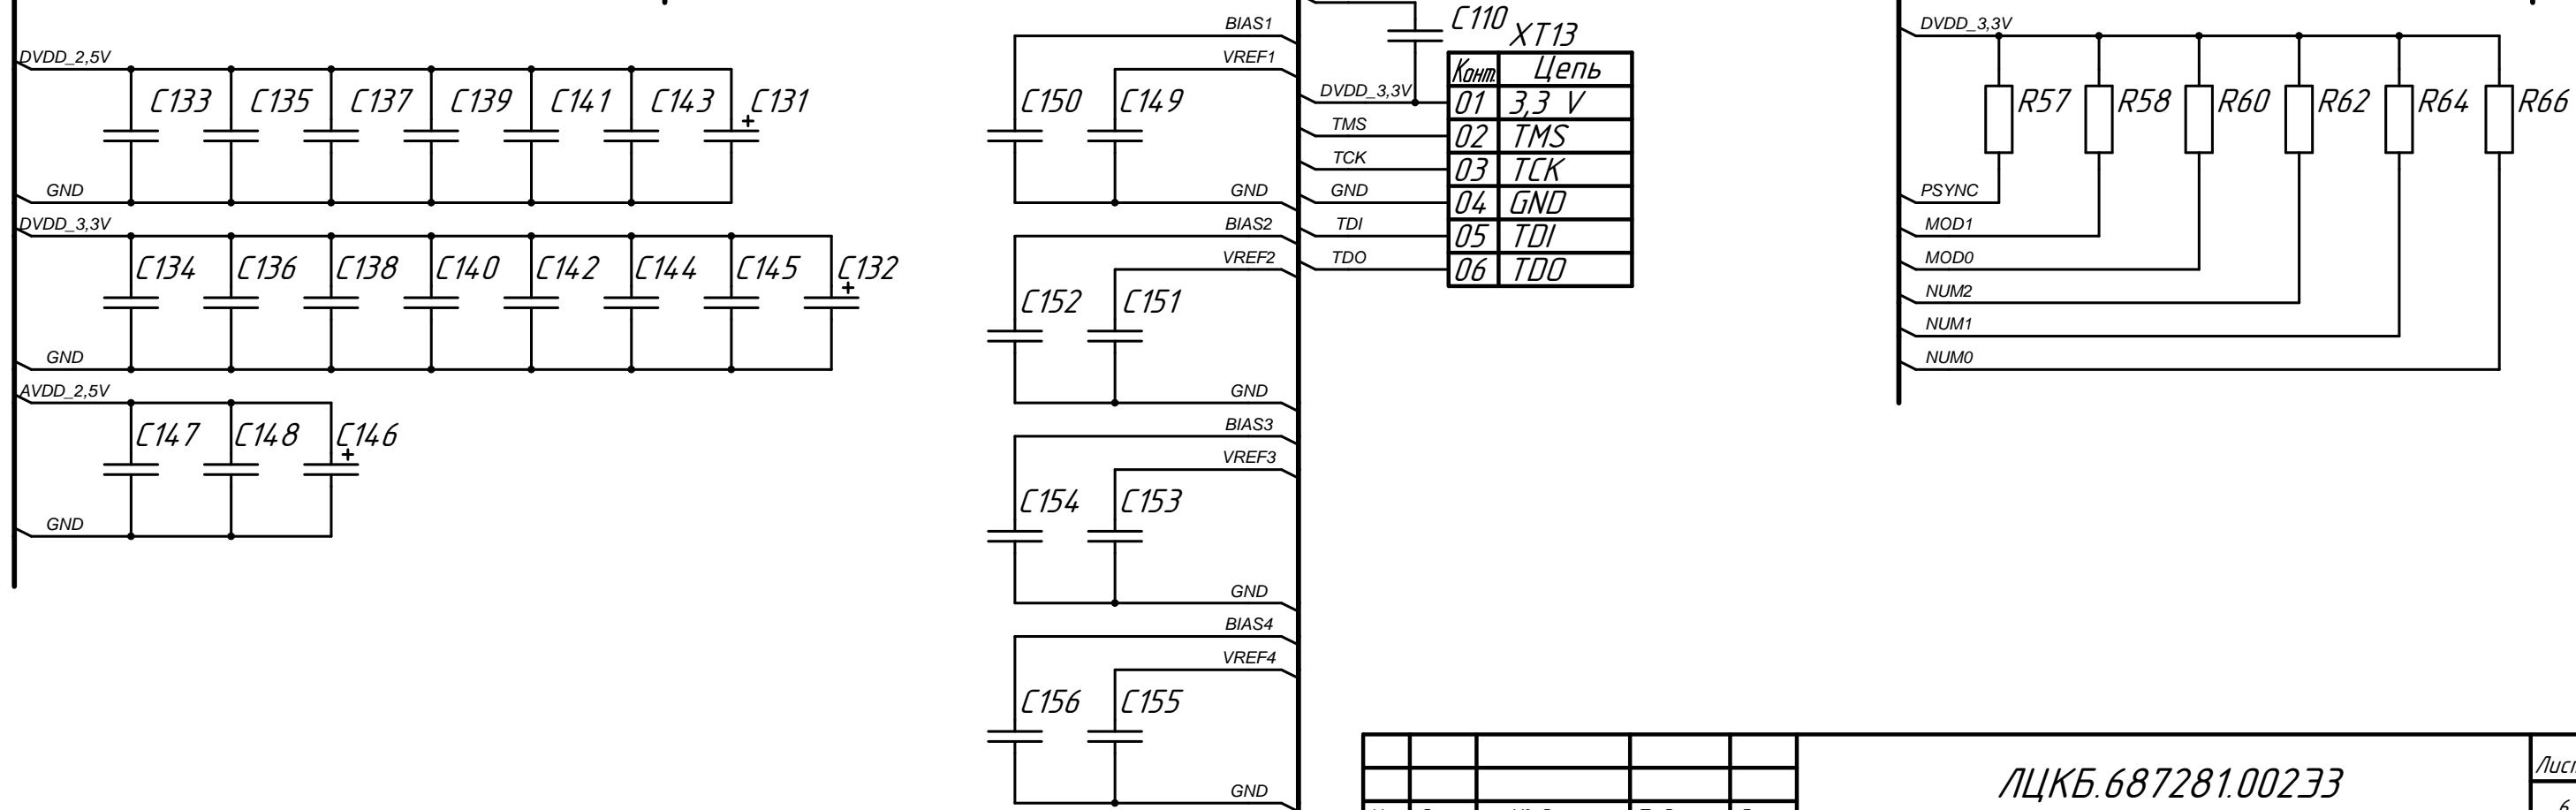 DVDD_2,5V
C133 C135 C137 C139 C141 C143 C131
+
GND
DVDD_3,3V
C134 C136 C138 C140 C142 C144 C145 C132
+
GND
AVDD_2,5V
C147 C148 C146
+
GND
BIAS1
VREF1
C150 C149
GND
BIAS2
VREF2
C152 C151
GND
BIAS3
VREF3
C154 C153
GND
BIAS4
VREF4
C156 C155
GND
C110
XT13
Конт. Цепь
DVDD_3,3V 01 3,3 V
TMS 02 TMS
TCK 03 TCK
GND 04 GND
TDI 05 TDI
TDO 06 TDO
DVDD_3,3V
R57 R58 R60 R62 R64 R66
PSYNC
MOD1
MOD0
NUM2
NUM1
NUM0
ЛЦКБ.687281.002Э3